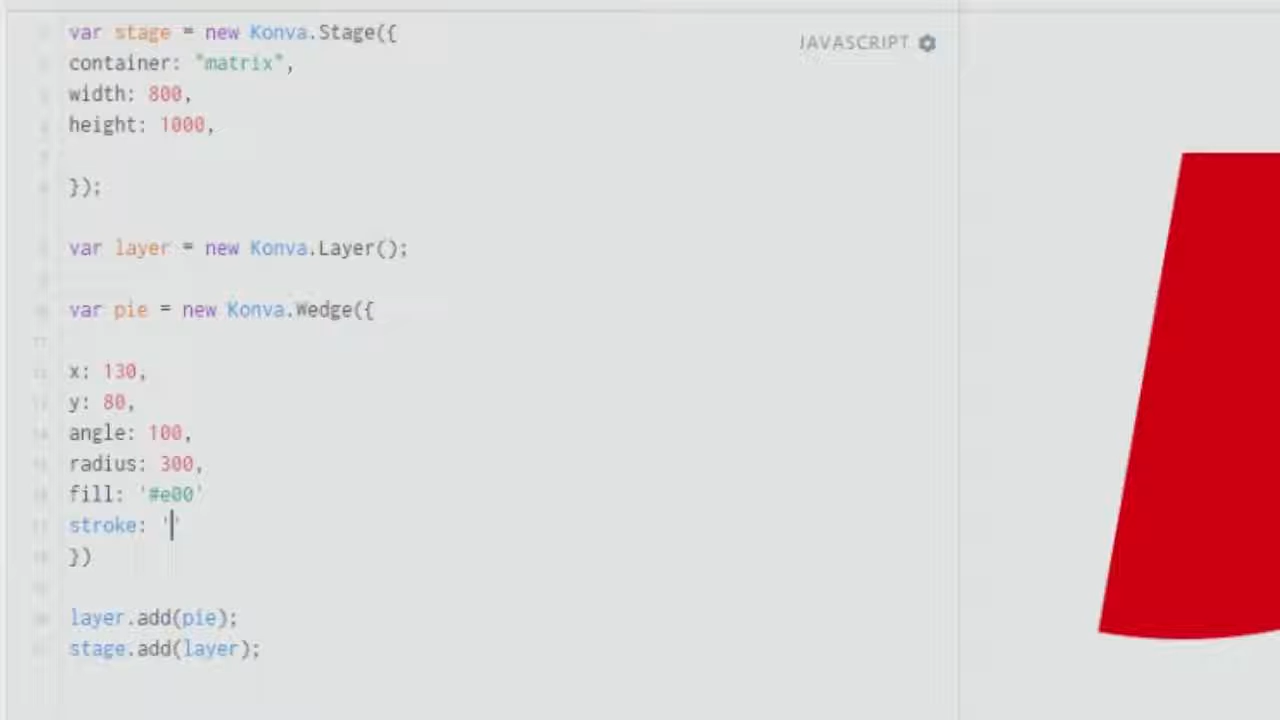 var stage = new Konva.Stage({
JAVASCRIPT
container: "matrix",
width: 800,
height: 1000,
});
var layer = new Konva.Layer();
var pie = new Konva.Wedge({
x: 130,
y: 80,
angle: 100,
radius: 300,
fill: '#e00'
stroke: ''
})
layer.add(pie);
stage.add(layer);